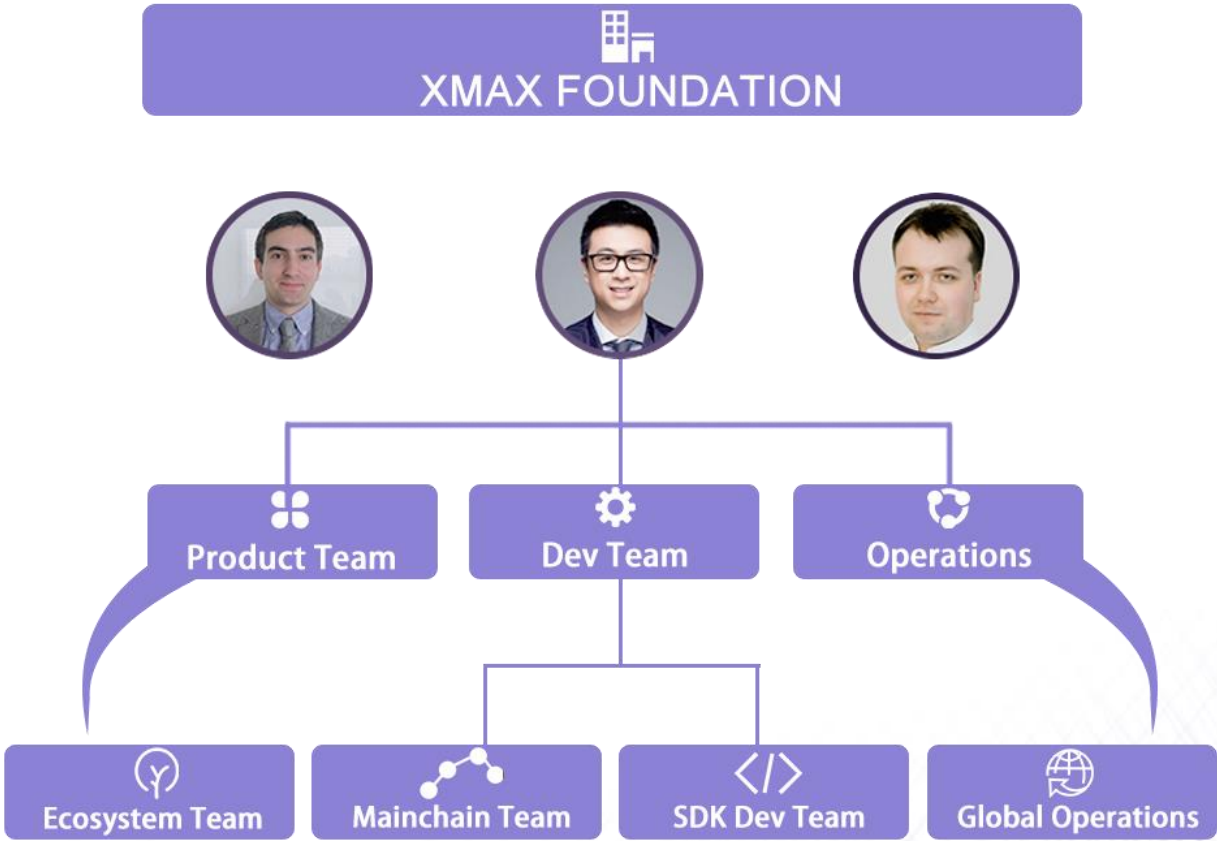 XMAX FOUNDATION
Product Team
Dev Team
Operations
Ecosystem Team
Mainchain Team
SDK Dev Team
Global Operations